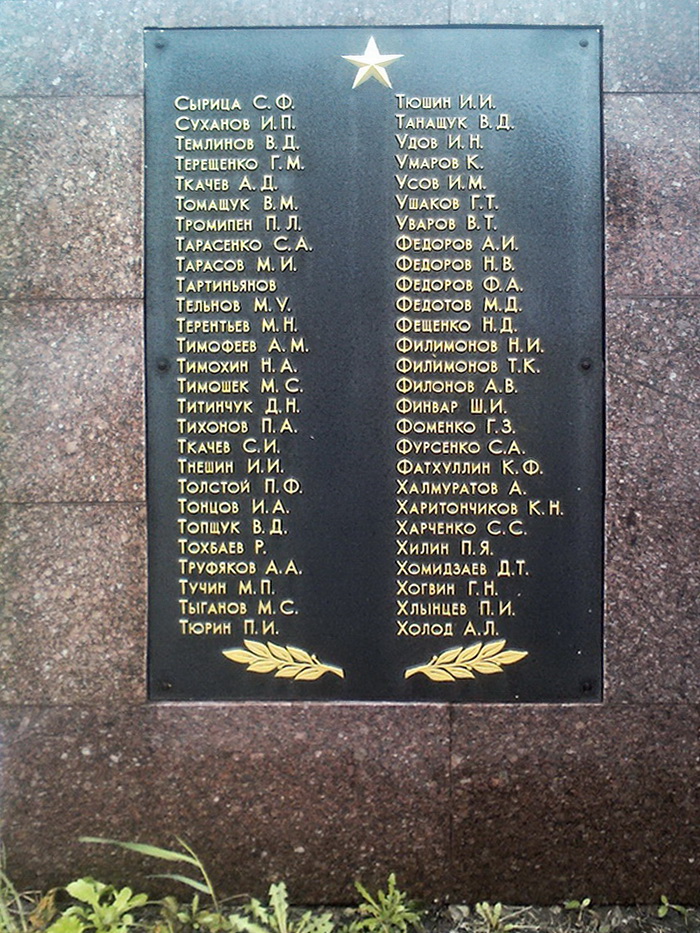 Сырица С.Ф.
Суханов И.П.
Темлинов В.Д.
Терещенко Г.М.
Ткачев А.Д.
Томащук В.М.
Тромипен П.Л.
Тарасенко С.А.
Тарасов М.И.
Тартиньянов
Тельнов М.У.
Терентьев М.Н.
Тимофеев А.М.
Тимохин Н.А.
Тимошек М.С.
Титинчук Д.Н.
Тихонов П.А.
Ткачев С.И.
Тнешин И.И.
Толстой П.Ф.
Тонцов И.А.
Топщук В.Д.
Тохбаев Р.
Труфяков А.А.
Тучин М.П.
Тыганов М.С.
Тюрин П.И.
Тюшин И.И.
Танащук В.Д.
Удов И.Н.
Умаров К.
Усов И.М.
Ушаков Г.Т.
Уваров В.Т.
Федоров А.И.
Федоров Н.В.
Федоров Ф.А.
Федотов М.Д.
Фещенко Н.Д.
Филимонов Н.И.
Филимонов Т.К.
Филонов А.В.
Финвар Ш.И.
Фоменко Г.З.
Фурсенко С.А.
Фатхуллин К.Ф.
Халмуратов А.
Харитончиков К.Н.
Харченко С.С.
Хилин П.Я.
Хомидзаев Д.Т.
Хогвин Г.Н.
Хлынцев П.И.
Холод А.Л.